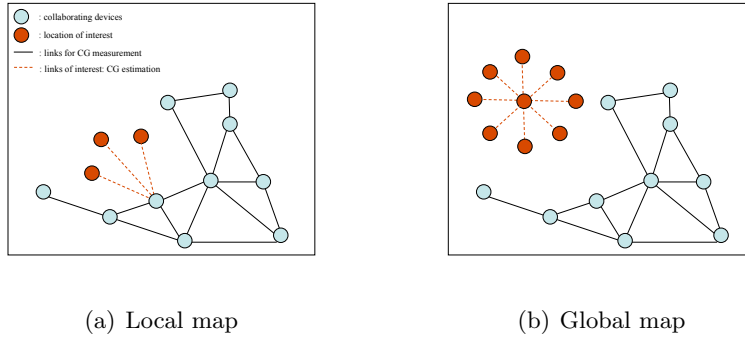 : collaborating devices
: location of interest
: links for CG measurement
: links of interest: CG estimation
(a) Local map
(b) Global map